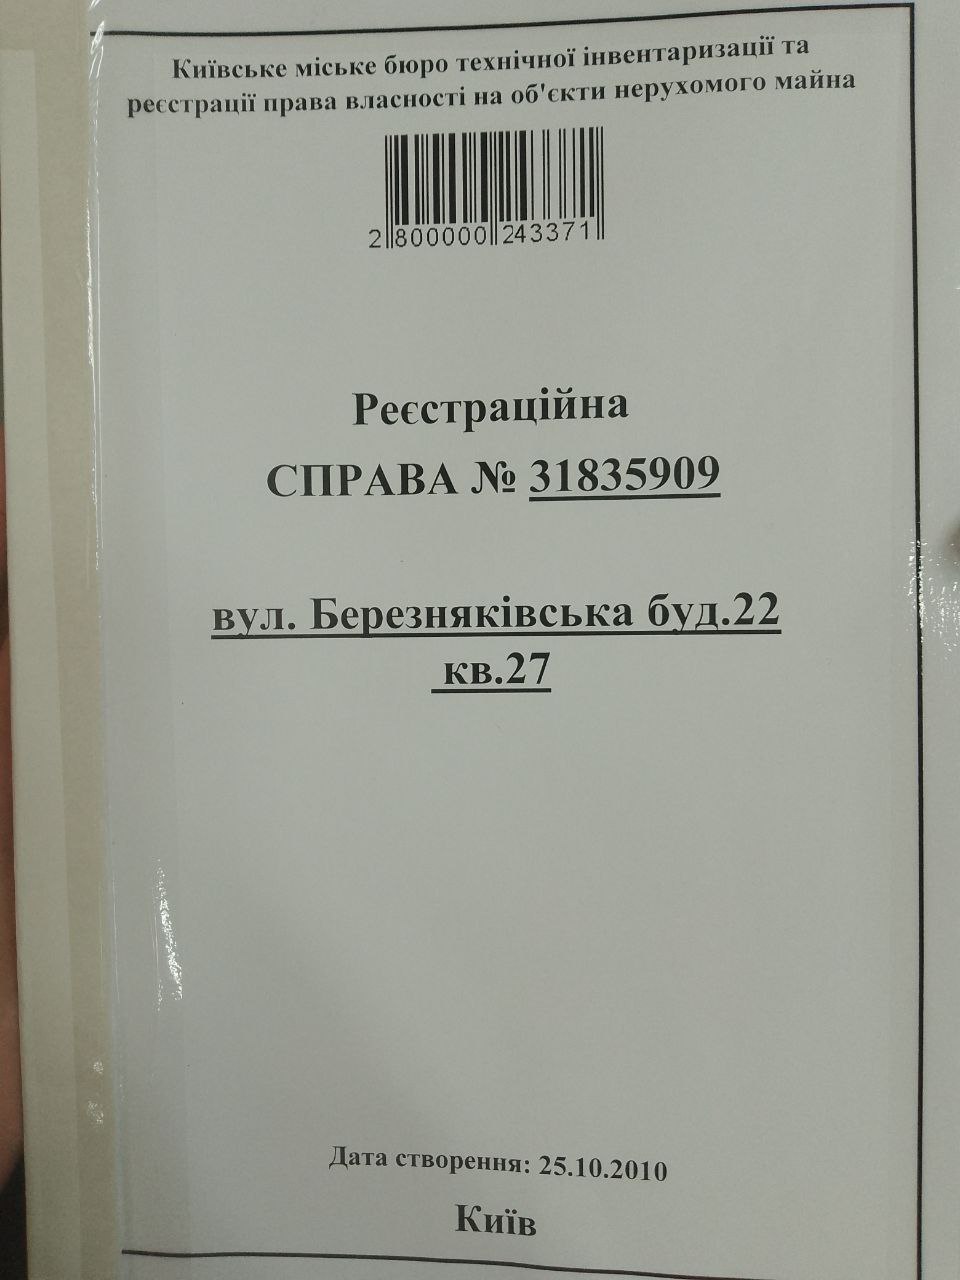 Київське міське бюро технічної інвентаризації та
реєстрації права власності на об'єкти нерухомого майна
2 800000 243371
Реєстраційна
СПРАВА № 31835909
вул. Березняківська буд.22
кв.27
Дата створення: 25.10.2010
Київ